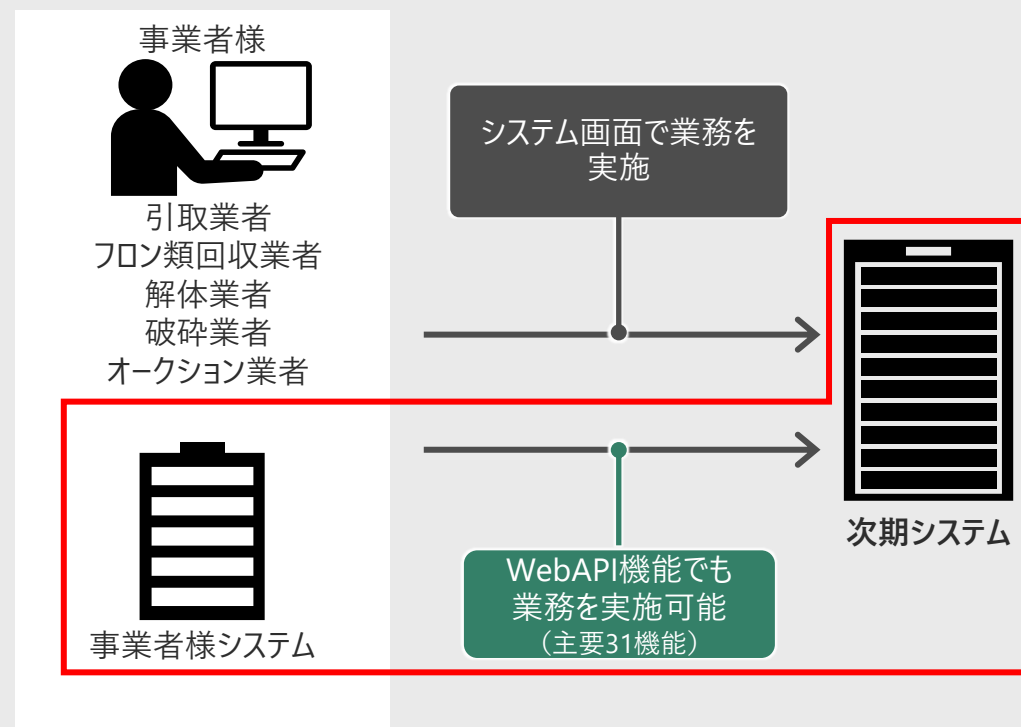 事業者様
引取業者
フロン類回収業者
解体業者
破砕業者
オークション業者
システム画面で業務を
実施
次期システム
WebAPI機能でも
業務を実施可能
（主要31機能）
事業者様システム